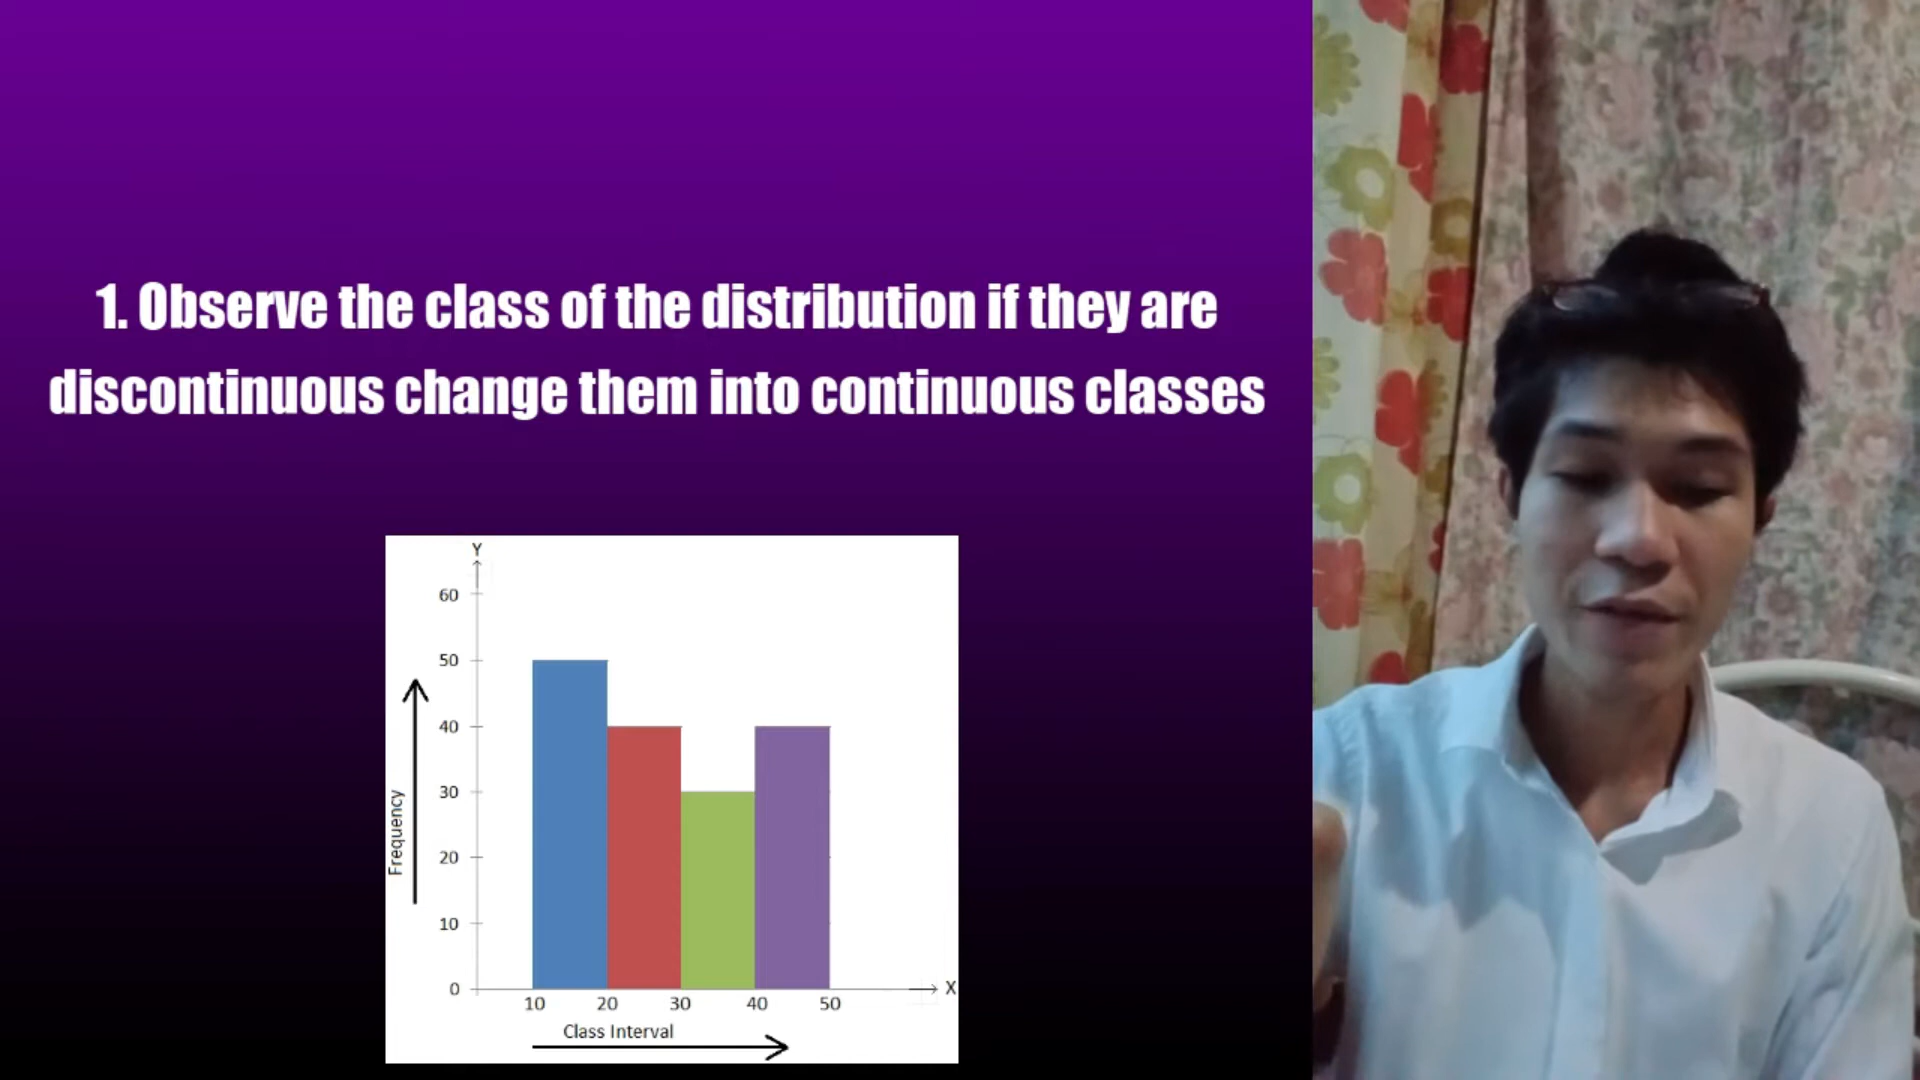 1. Observe the class of the distribution if they are
discontinuous change them into continuous classes
Y
60
50
40
30
20
10
0
Frequency
10 20 30 40 50
X
Class Interval